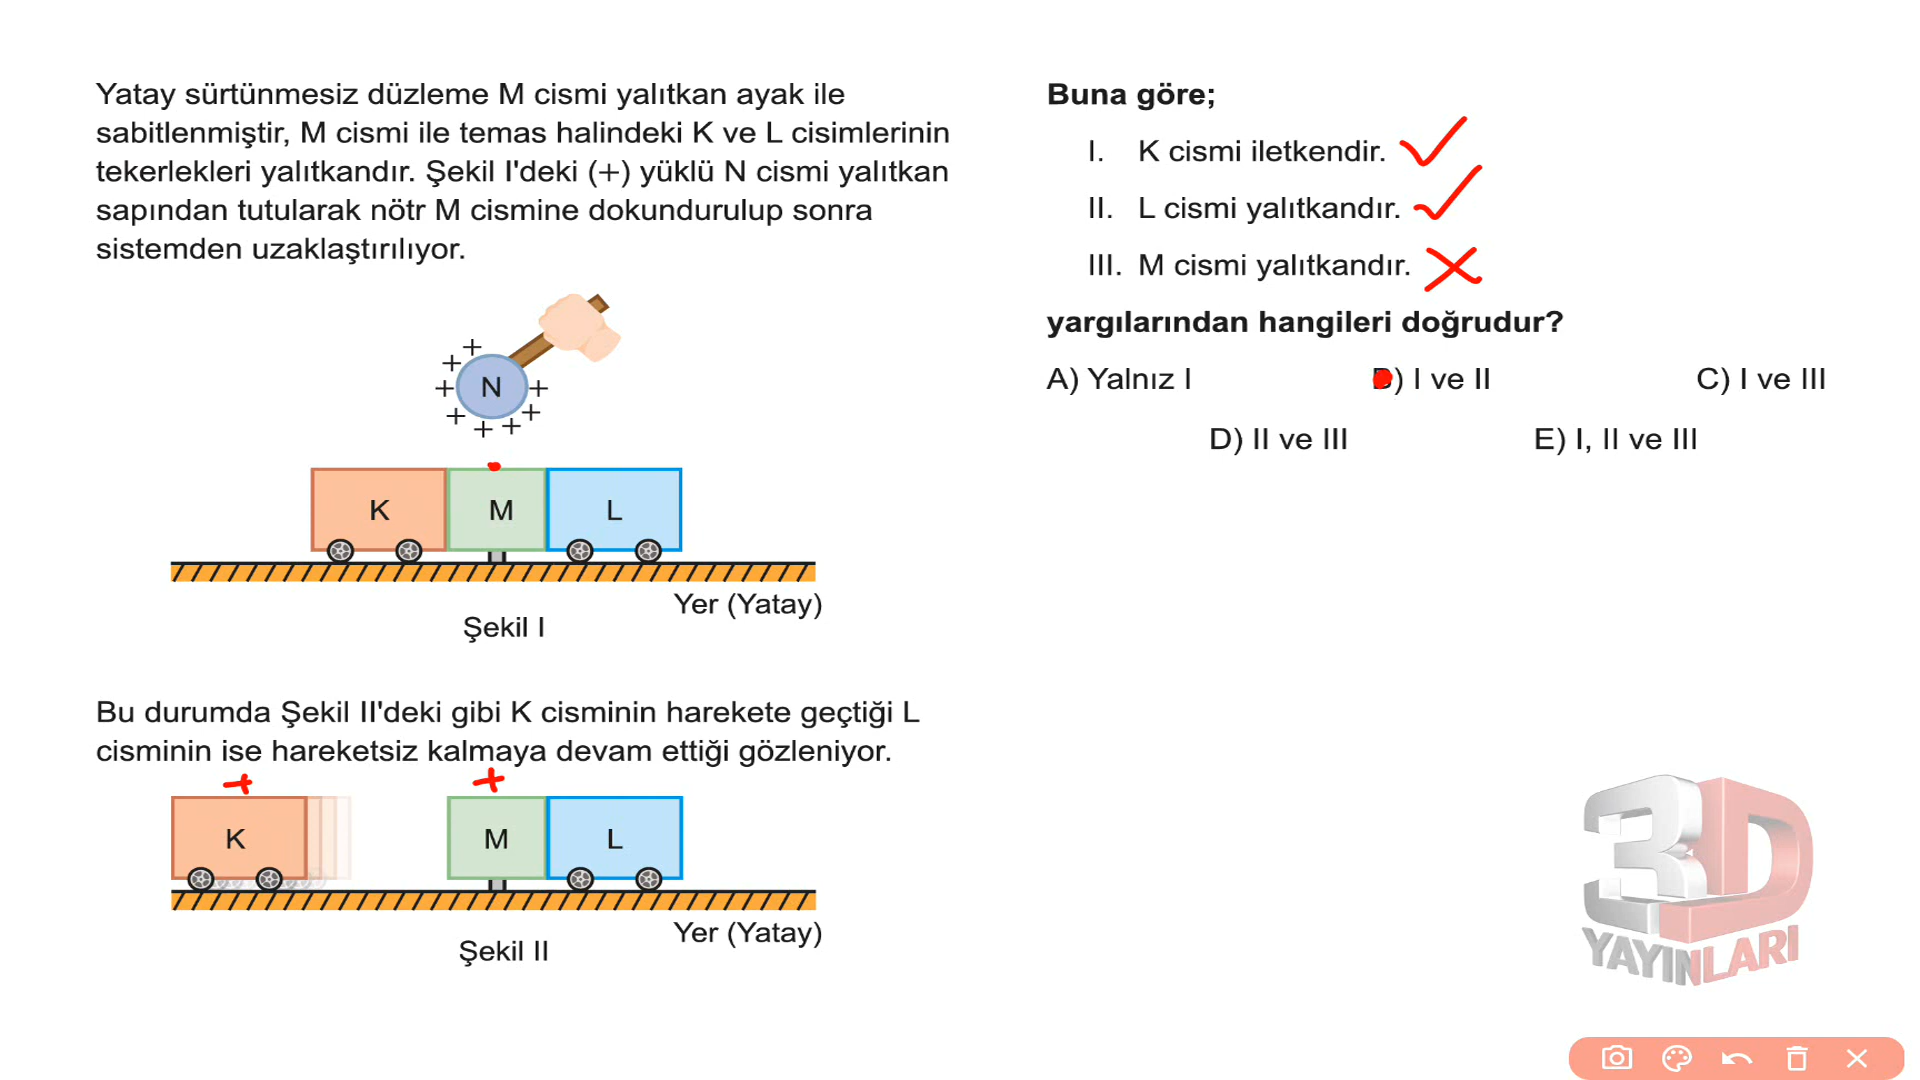 Yatay sürtünmesiz düzleme M cismi yalıtkan ayak ile
sabitlenmiştir, M cismi ile temas halindeki K ve L cisimlerinin
tekerlekleri yalıtkandır. Şekil I'deki (+) yüklü N cismi yalıtkan
sapından tutularak nötr M cismine dokundurulup sonra
sistemden uzaklaştırılıyor.
+ + + + + + + + +
N
K M L
Yer (Yatay)
Şekil I
Bu durumda Şekil II'deki gibi K cisminin harekete geçtiği L
cisminin ise hareketsiz kalmaya devam ettiği gözleniyor.
+ +
K M L
Yer (Yatay)
Şekil II
Buna göre;
I. K cismi iletkendir.
II. L cismi yalıtkandır.
III. M cismi yalıtkandır.
yargılarından hangileri doğrudur?
A) Yalnız I B) I ve II C) I ve III
D) II ve III E) I, II ve III
3D
YAYINLARI